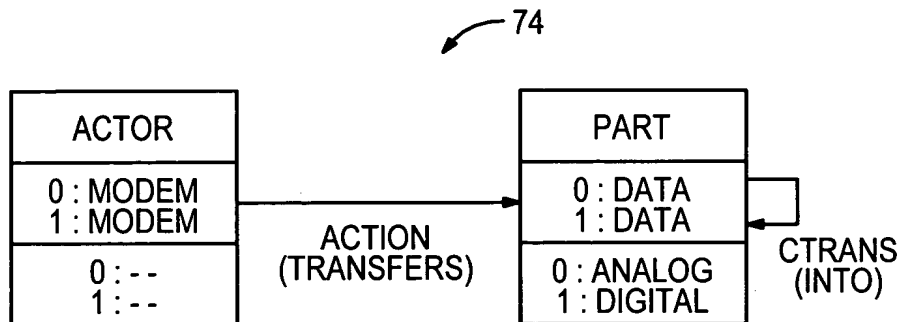 74
ACTOR
0 : MODEM
1 : MODEM
0 : --
1 : --
ACTION
(TRANSFERS)
PART
0 : DATA
1 : DATA
0 : ANALOG
1 : DIGITAL
CTRANS
(INTO)